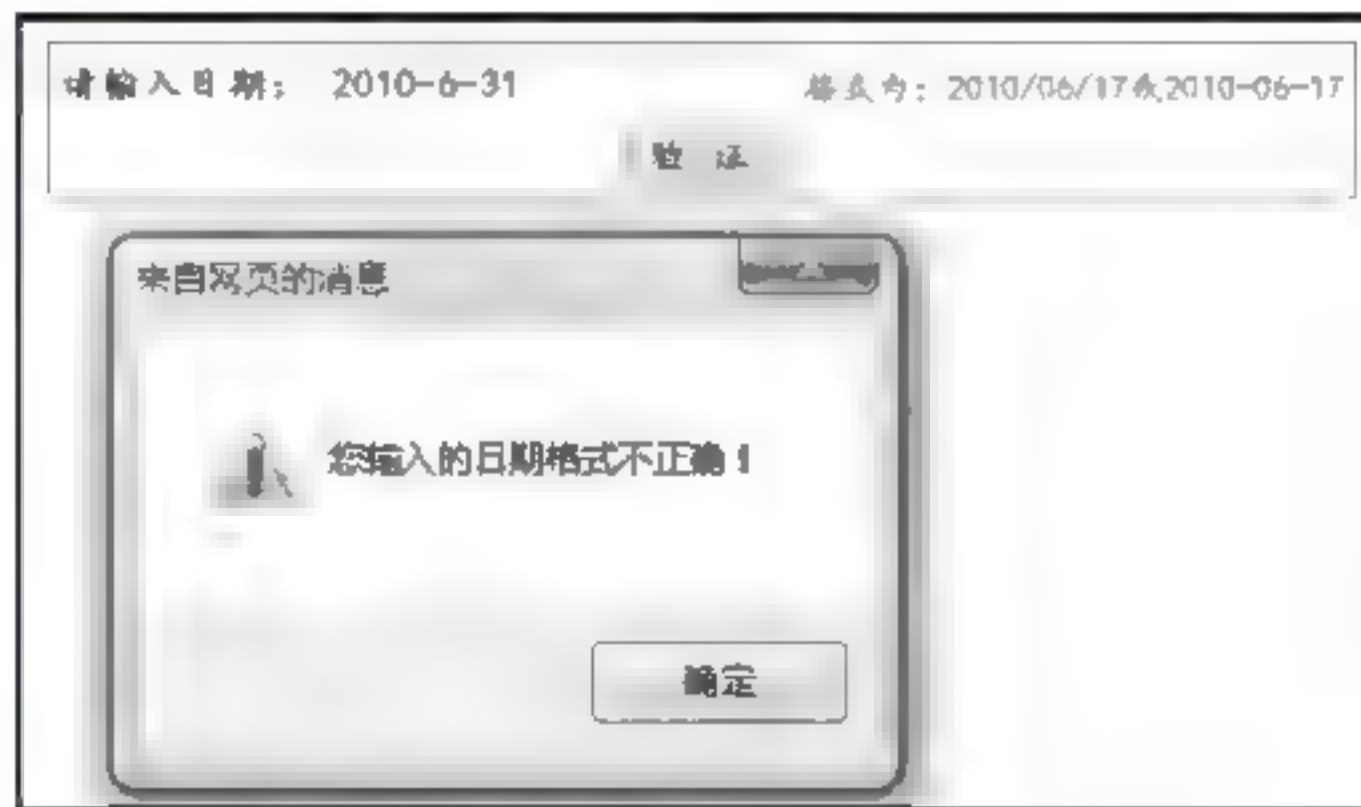 请输入日期： 2010-6-31 格式为：2010/06/17或2010-06-17
验 证
来自网页的消息
您输入的日期格式不正确！
确定